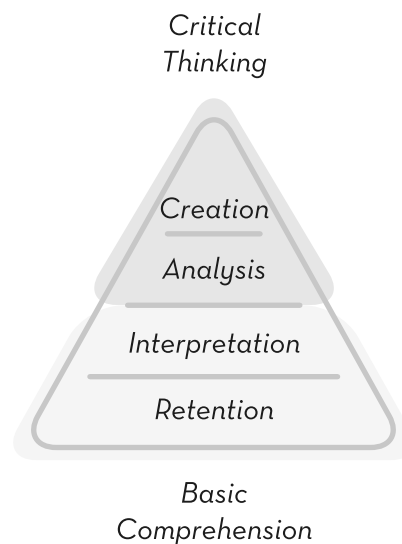 Critical
Thinking
Creation
Analysis
Interpretation
Retention
Basic
Comprehension